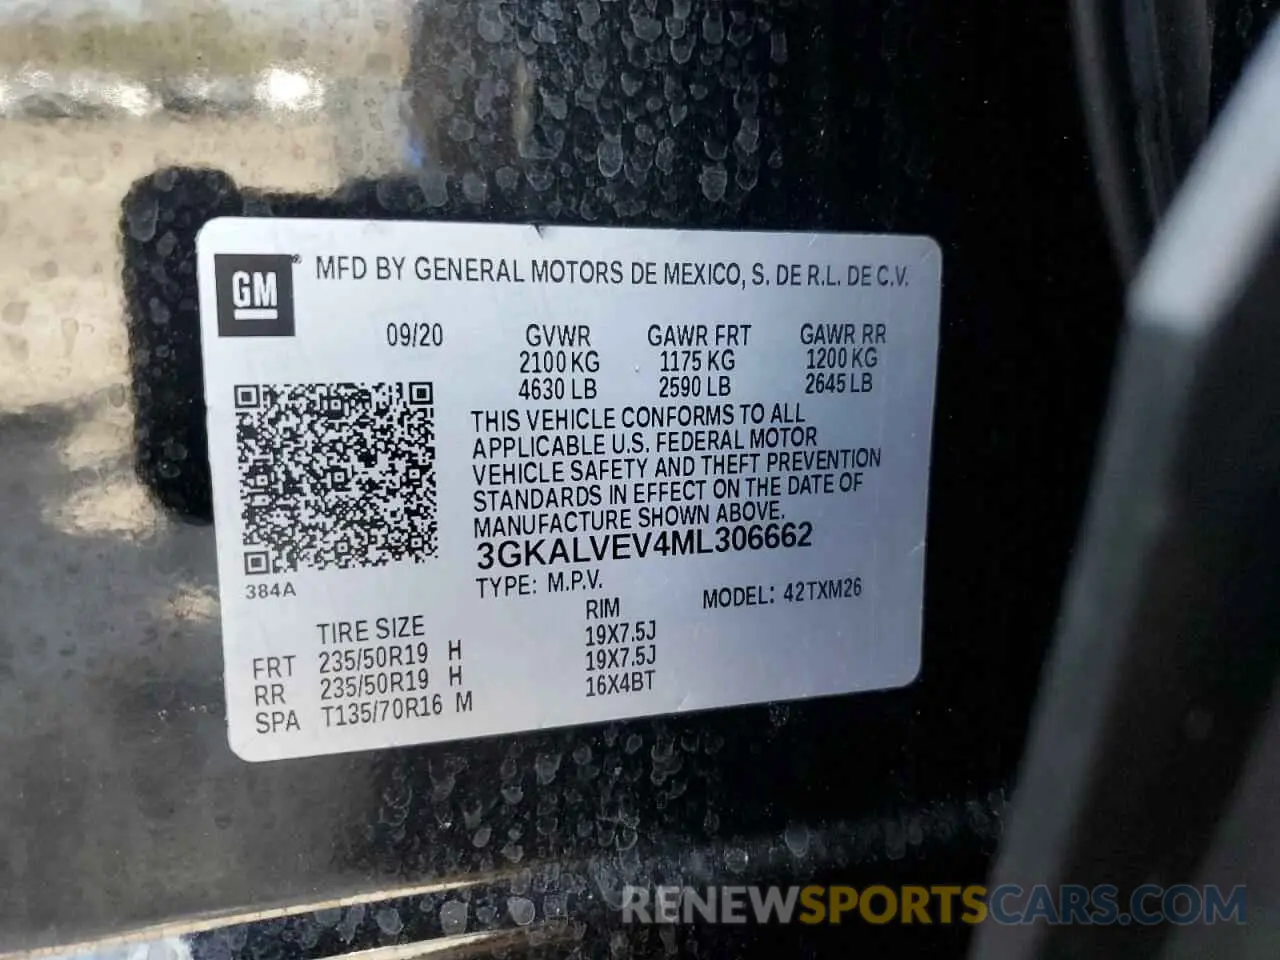 GM® MFD BY GENERAL MOTORS DE MEXICO, S. DE R.L. DE C.V.
09/20 GVWR GAWR FRT GAWR RR
2100 KG 1175 KG 1200 KG
4630 LB 2590 LB 2645 LB
THIS VEHICLE CONFORMS TO ALL
APPLICABLE U.S. FEDERAL MOTOR
VEHICLE SAFETY AND THEFT PREVENTION
STANDARDS IN EFFECT ON THE DATE OF
MANUFACTURE SHOWN ABOVE.
3GKALVEV4ML306662
384A
TYPE: M.P.V. MODEL: 42TXM26
TIRE SIZE RIM
FRT 235/50R19 H 19X7.5J
RR 235/50R19 H 19X7.5J
SPA T135/70R16 M 16X4BT
RENEWSPORTSCARS.COM